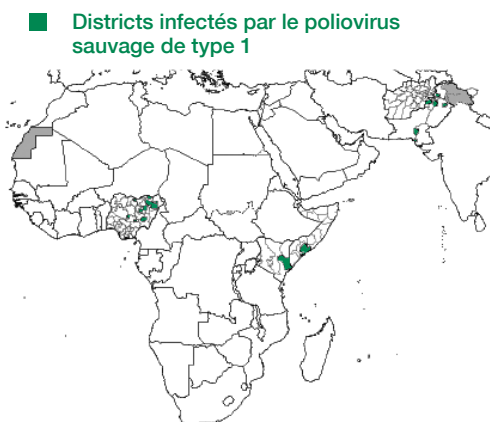 Districts infectés par le poliovirus
sauvage de type 1